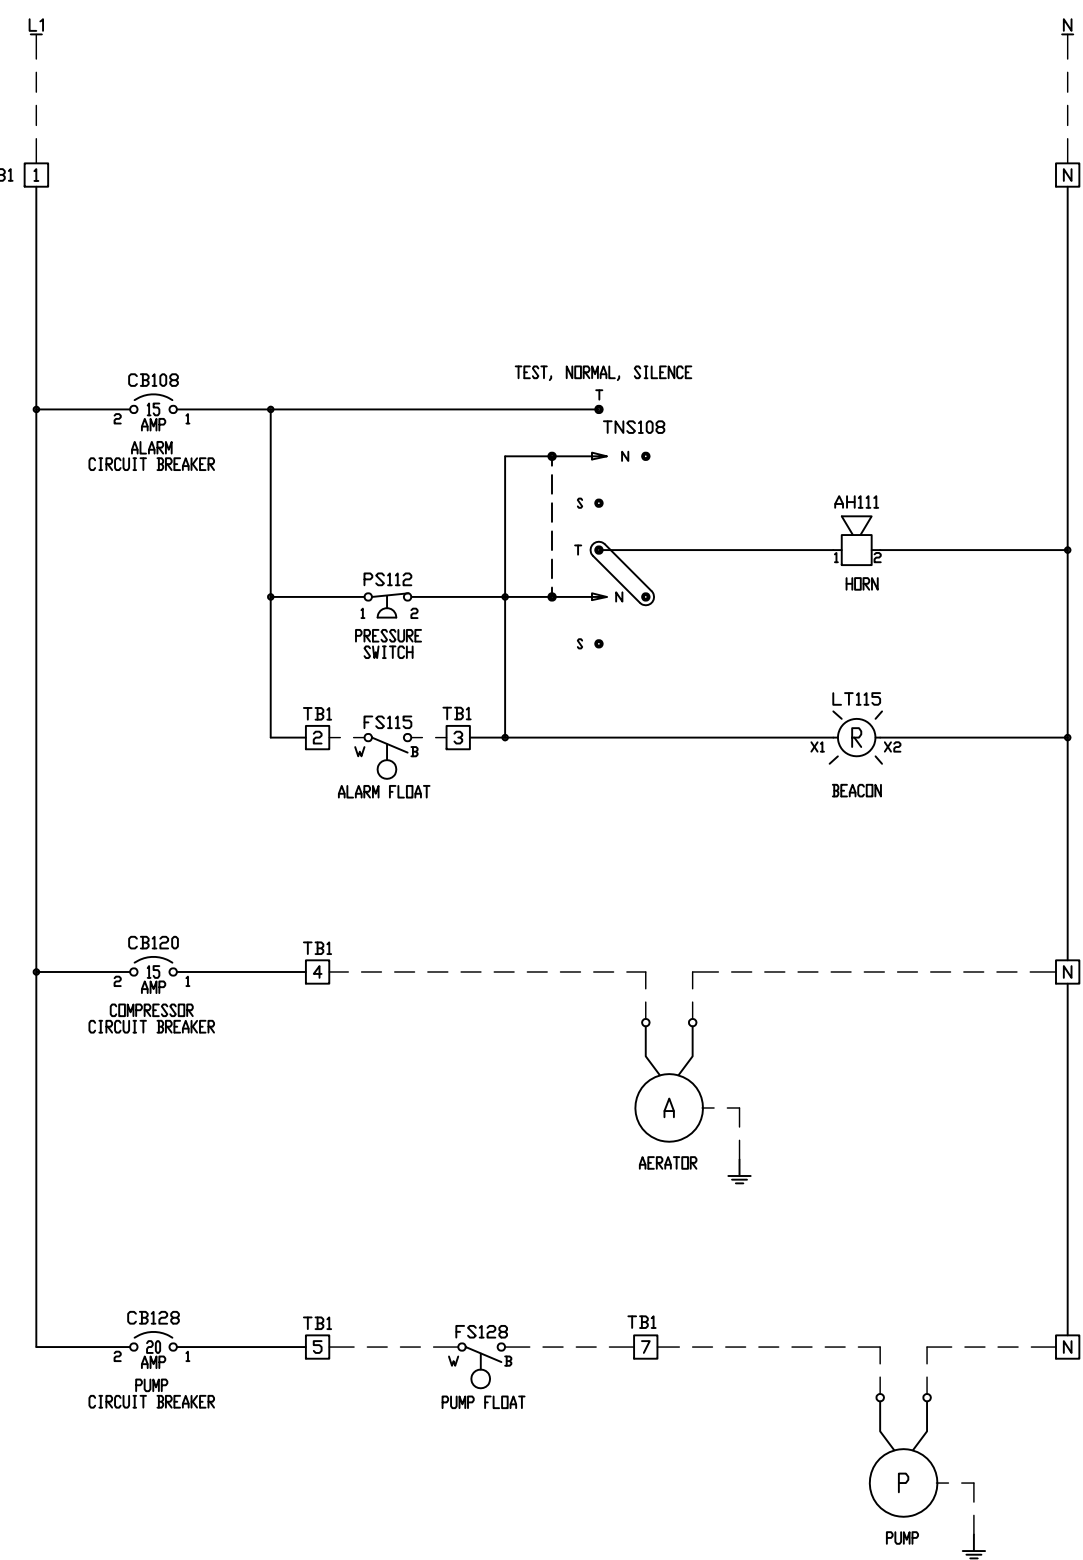 L1 N
B1 1 N
TEST, NORMAL, SILENCE
T
CB108
15
AMP
2 1
ALARM
CIRCUIT BREAKER
TNS108
N
S
T
N
S
AH111
1 2
HORN
PS112
1 2
PRESSURE
SWITCH
TB1
2
FS115
W B
ALARM FLOAT
TB1
3
LT115
X1 R X2
BEACON
CB120
15
AMP
2 1
COMPRESSOR
CIRCUIT BREAKER
TB1
4
N
A
AERATOR
CB128
20
AMP
2 1
PUMP
CIRCUIT BREAKER
TB1
5
FS128
W B
PUMP FLOAT
TB1
7
N
P
PUMP